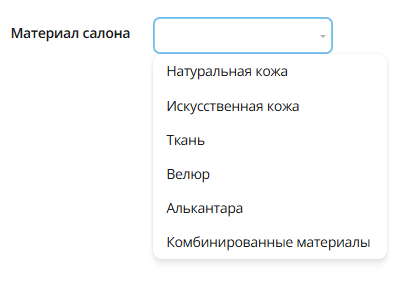 Материал салона
Натуральная кожа
Искусственная кожа
Ткань
Велюр
Алькантара
Комбинированные материалы